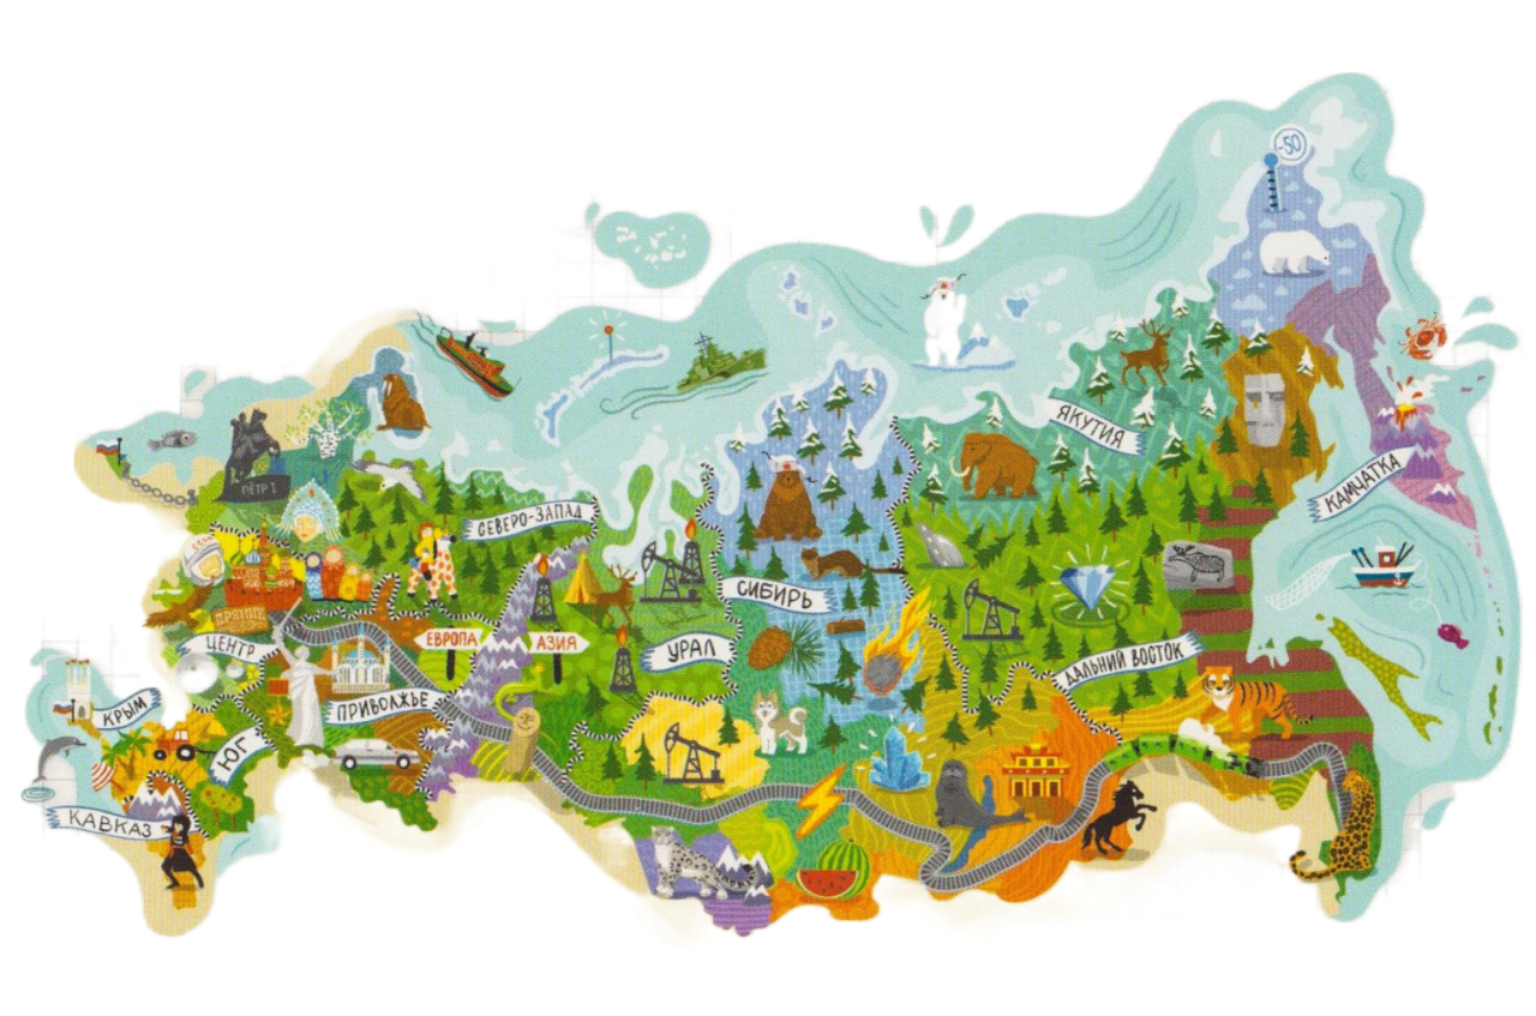 -50
ЯКУТИЯ
КАМЧАТКА
ПЁТР I
СЕВЕРО-ЗАПАД
СИБИРЬ
ЦЕНТР
ЕВРОПА
АЗИЯ
УРАЛ
ДАЛЬНИЙ ВОСТОК
КРЫМ
ПРИВОЛЖЬЕ
ЮГ
КАВКАЗ